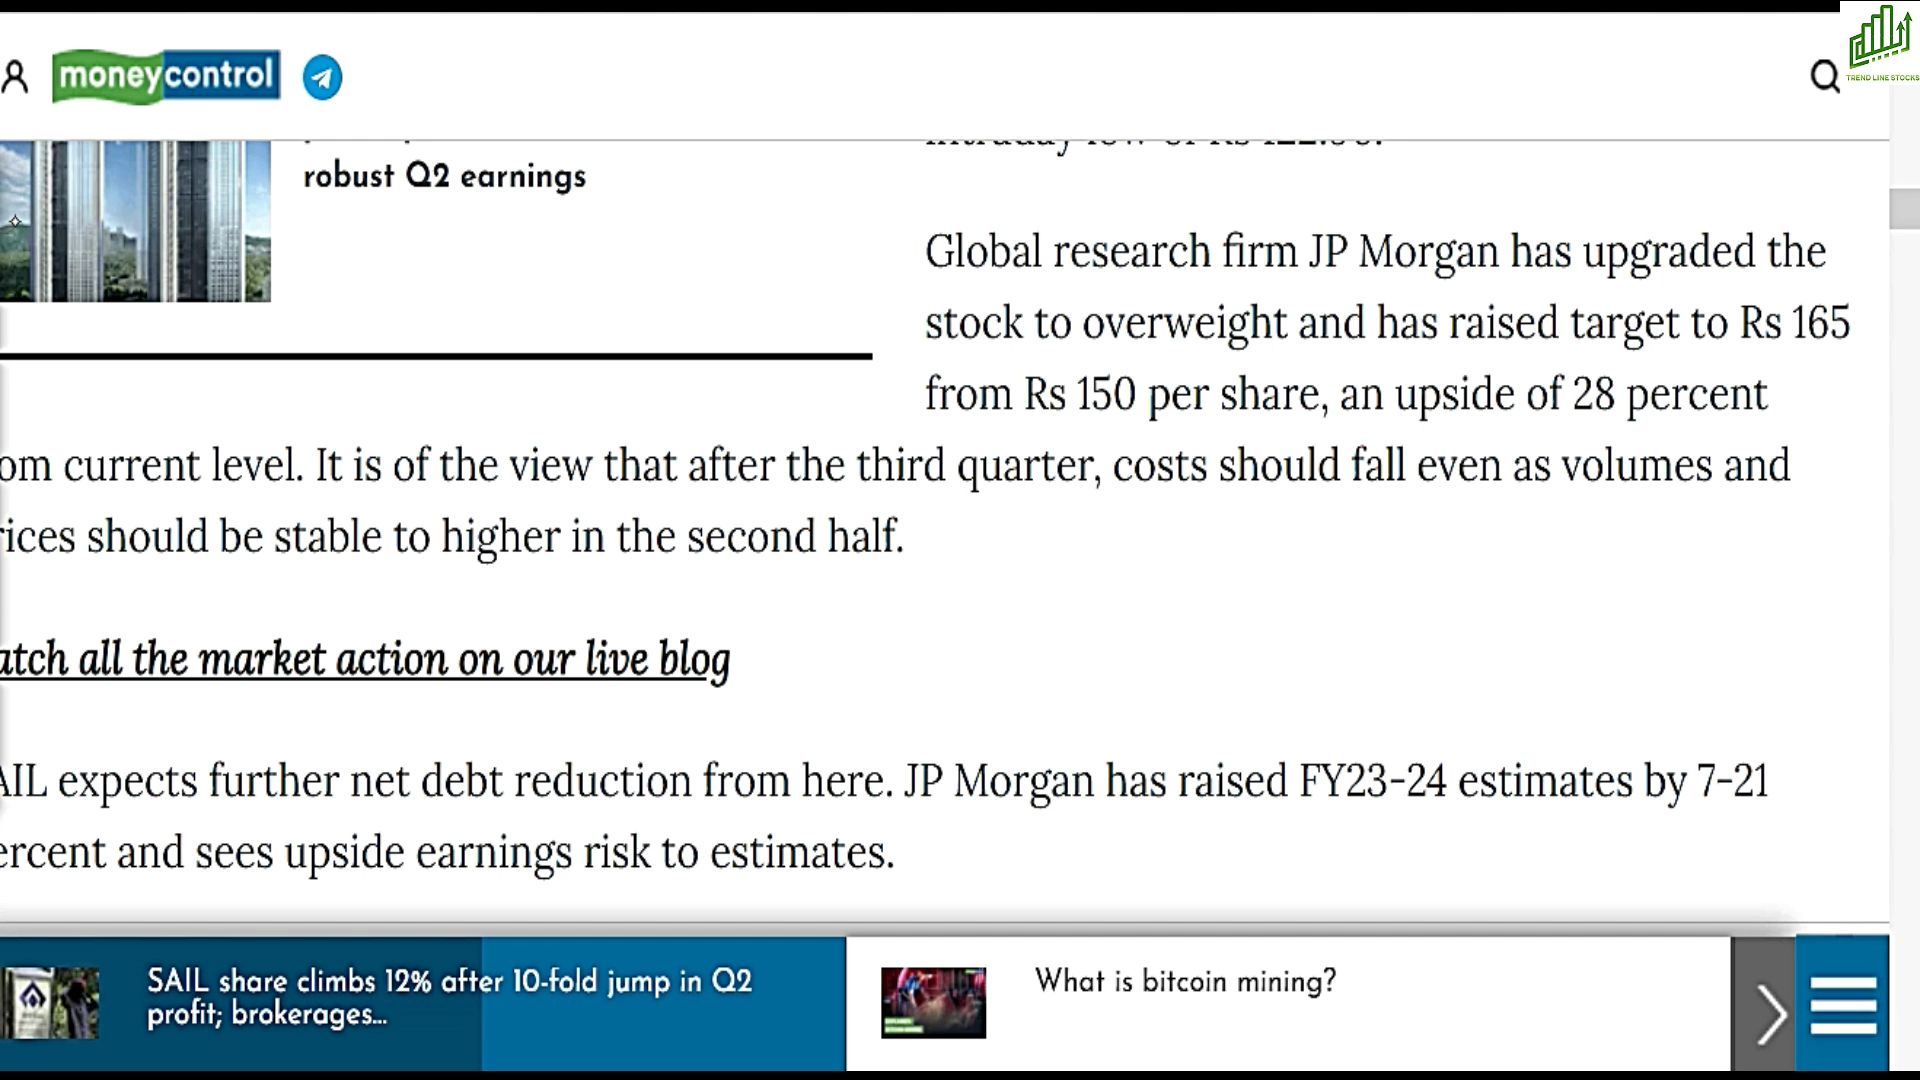 TREND LINE STOCKS
moneycontrol
robust Q2 earnings
Global research firm JP Morgan has upgraded the
stock to overweight and has raised target to Rs 165
from Rs 150 per share, an upside of 28 percent
om current level. It is of the view that after the third quarter, costs should fall even as volumes and
rices should be stable to higher in the second half.
atch all the market action on our live blog
AIL expects further net debt reduction from here. JP Morgan has raised FY23-24 estimates by 7-21
ercent and sees upside earnings risk to estimates.
SAIL share climbs 12% after 10-fold jump in Q2
profit; brokerages...
What is bitcoin mining?